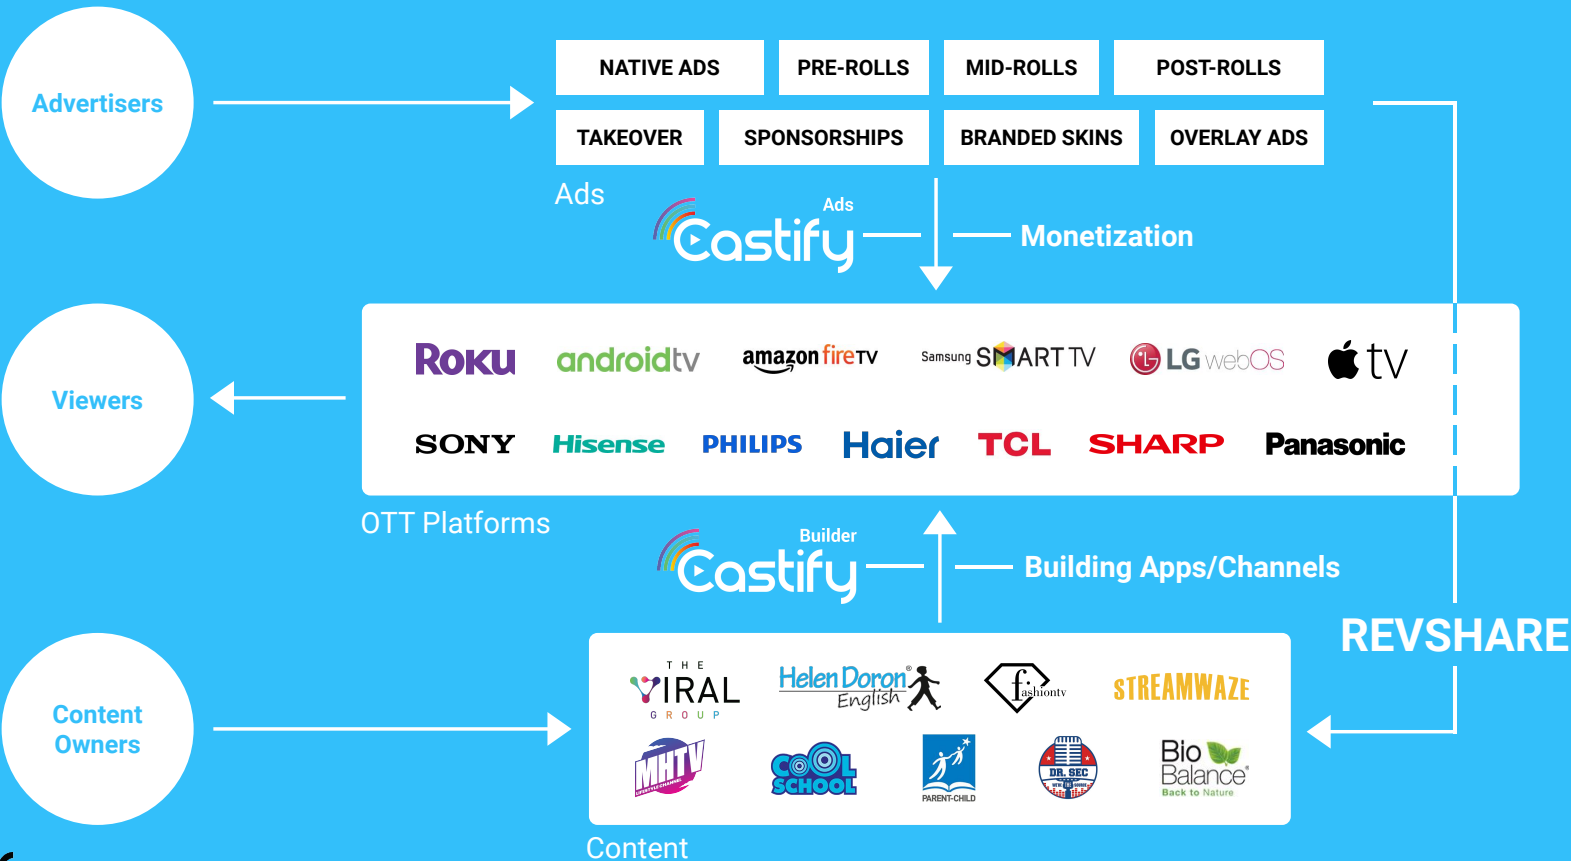 Advertisers
NATIVE ADS
PRE-ROLLS
MID-ROLLS
POST-ROLLS
TAKEOVER
SPONSORSHIPS
BRANDED SKINS
OVERLAY ADS
Ads
Castify Ads
Monetization
Viewers
ROKU
androidtv
amazon fireTV
Samsung SMART TV
LG webOS
tv
SONY
Hisense
PHILIPS
Haier
TCL
SHARP
Panasonic
OTT Platforms
Castify Builder
Building Apps/Channels
REVSHARE
Content
Owners
THE
VIRAL
GROUP
Helen Doron®
English
fashiontv
STREAMWAZE
MHTV
LIFESTYLE CHANNEL
COOL
SCHOOL
PARENT-CHILD
DR. SEC
Bio
Balance®
Back to Nature
Content